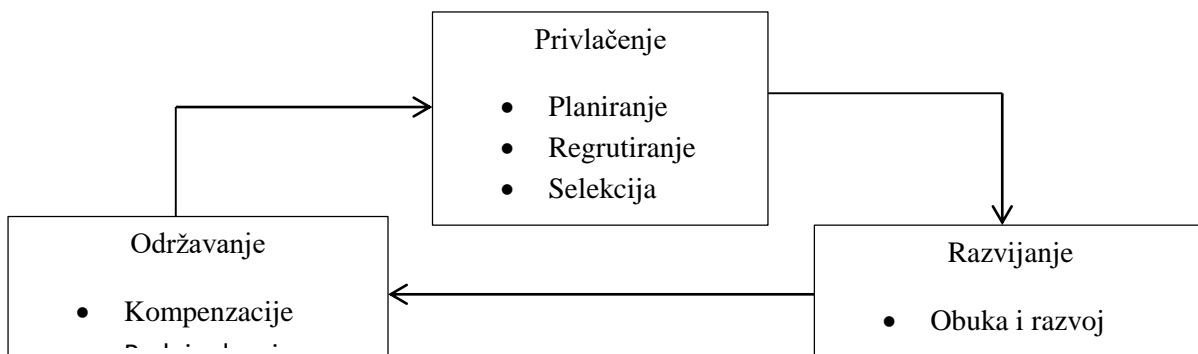 Privlačenje
• Planiranje
• Regrutiranje
• Selekcija
Održavanje
• Kompenzacije
Razvijanje
• Obuka i razvoj